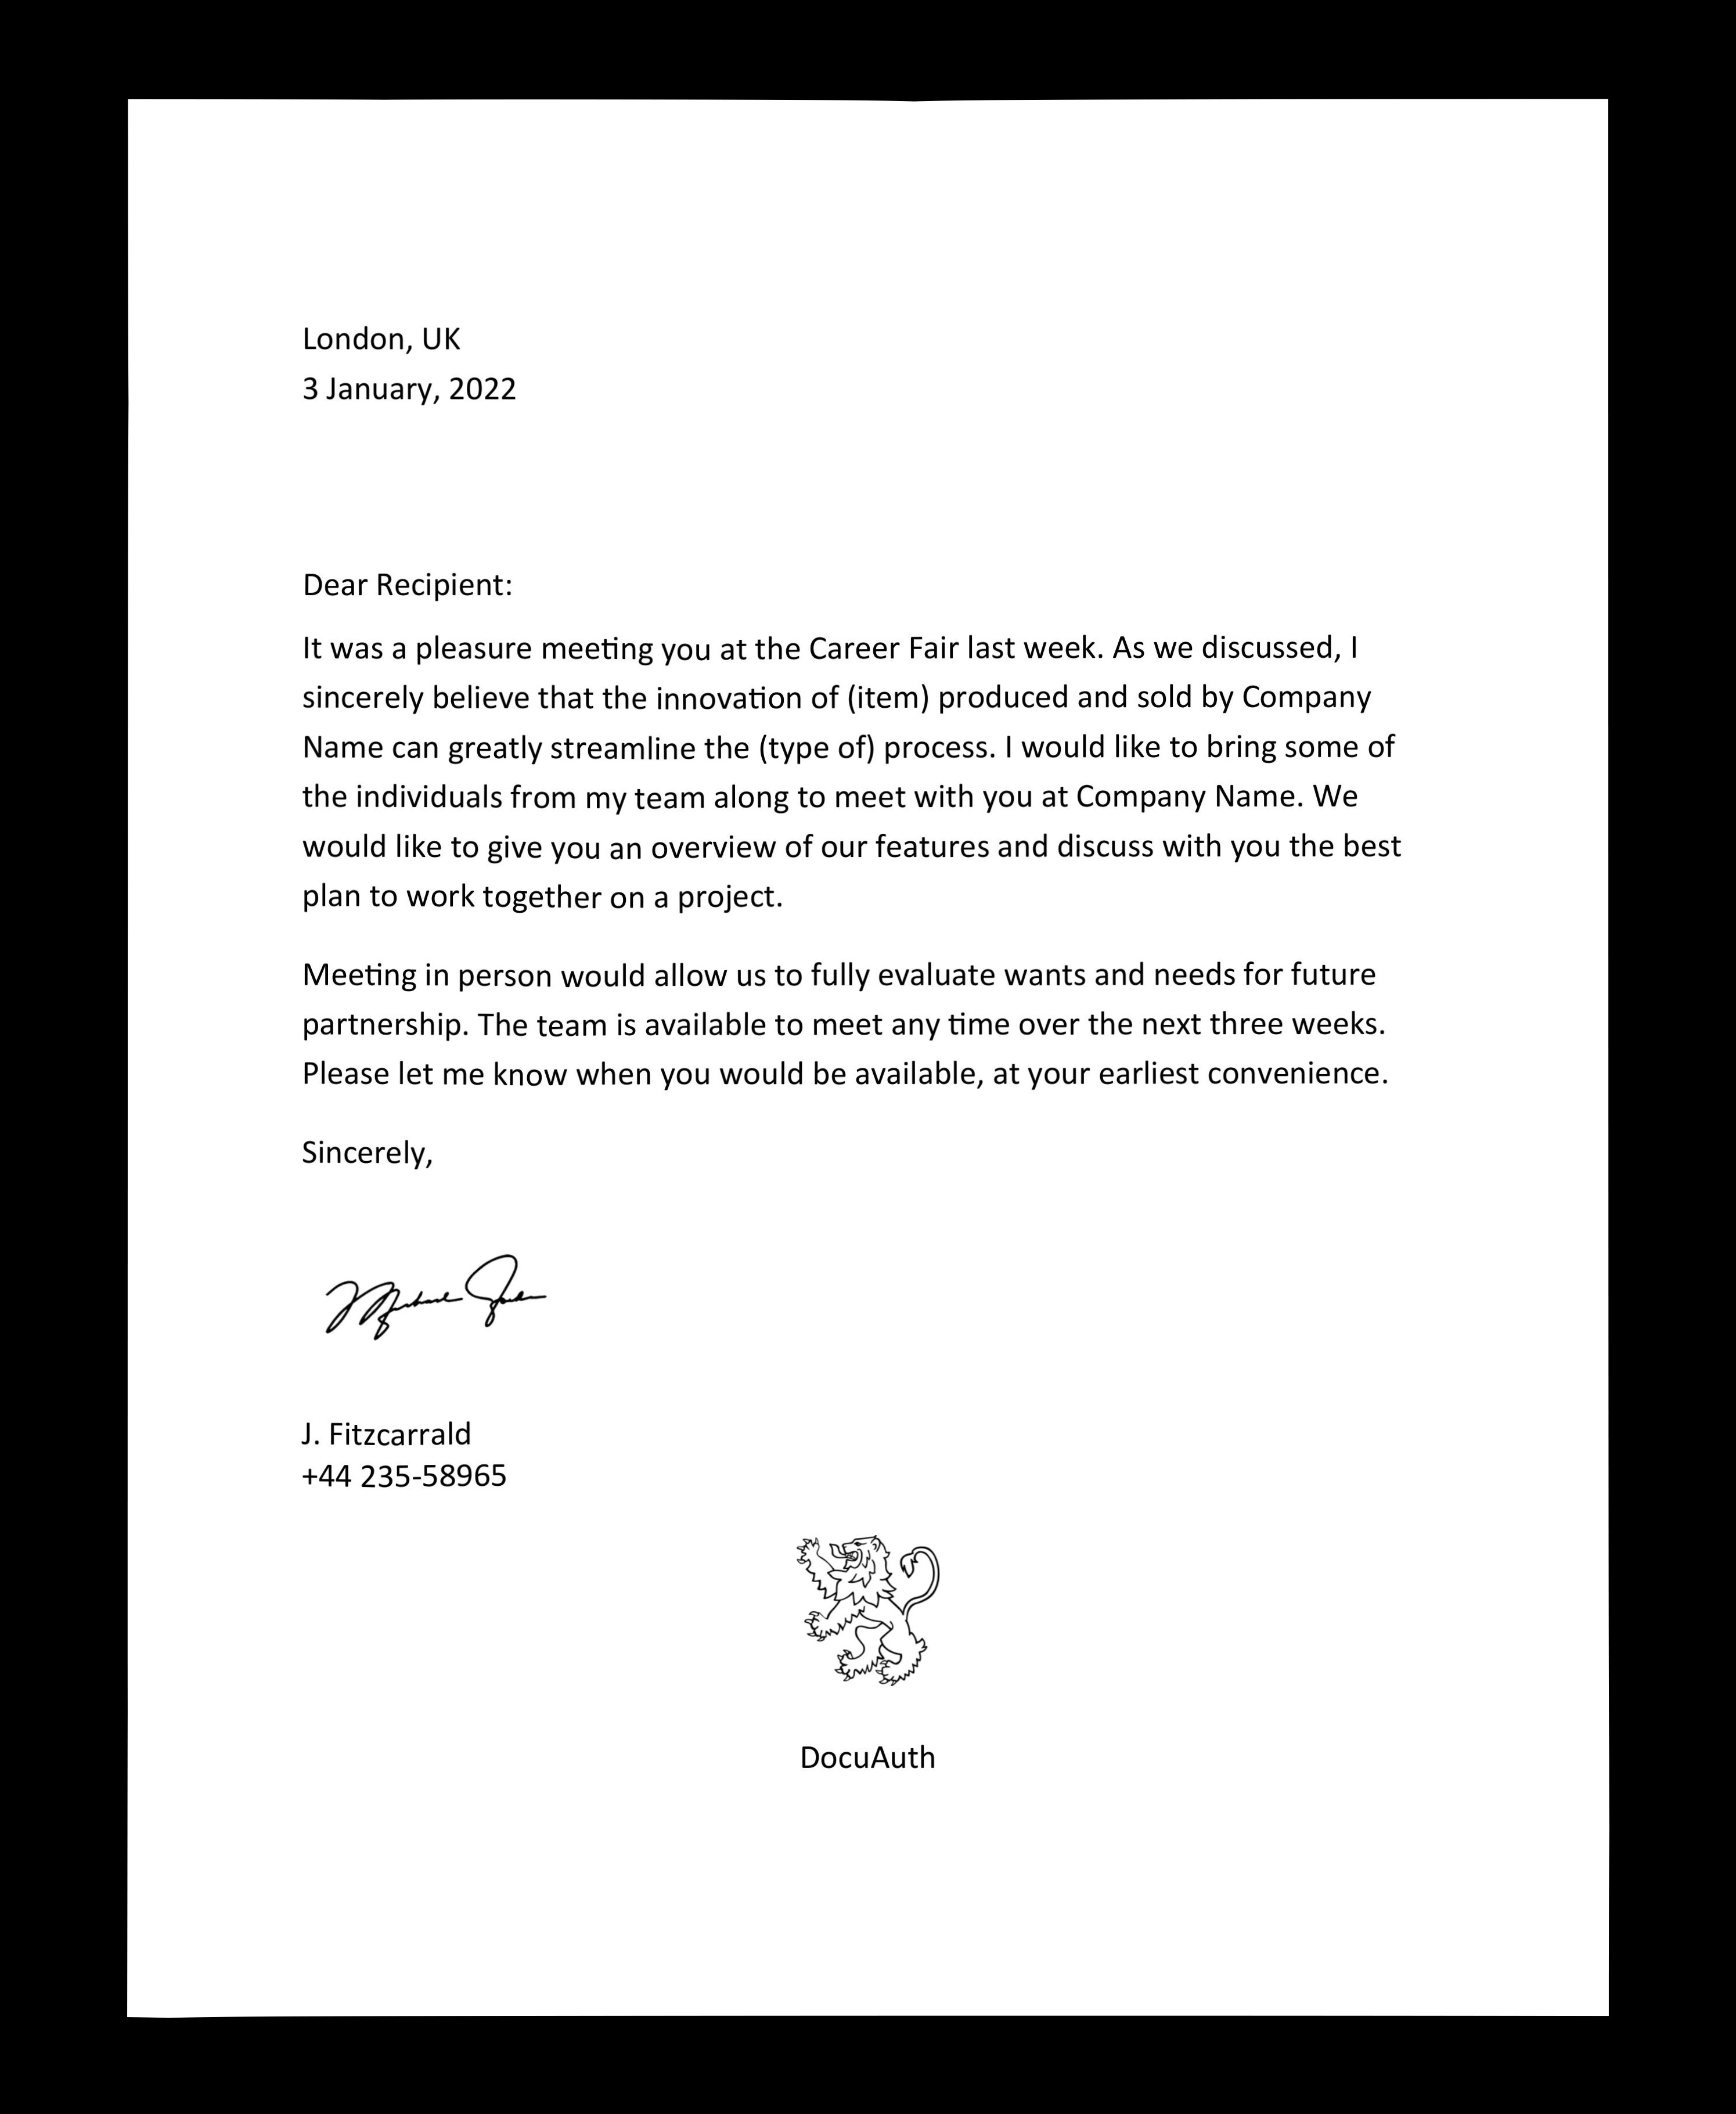 London, UK
3 January, 2022
Dear Recipient:
It was a pleasure meeting you at the Career Fair last week. As we discussed, I
sincerely believe that the innovation of (item) produced and sold by Company
Name can greatly streamline the (type of) process. I would like to bring some of
the individuals from my team along to meet with you at Company Name. We
would like to give you an overview of our features and discuss with you the best
plan to work together on a project.
Meeting in person would allow us to fully evaluate wants and needs for future
partnership. The team is available to meet any time over the next three weeks.
Please let me know when you would be available, at your earliest convenience.
Sincerely,
J. Fitzcarrald
+44 235-58965
DocuAuth